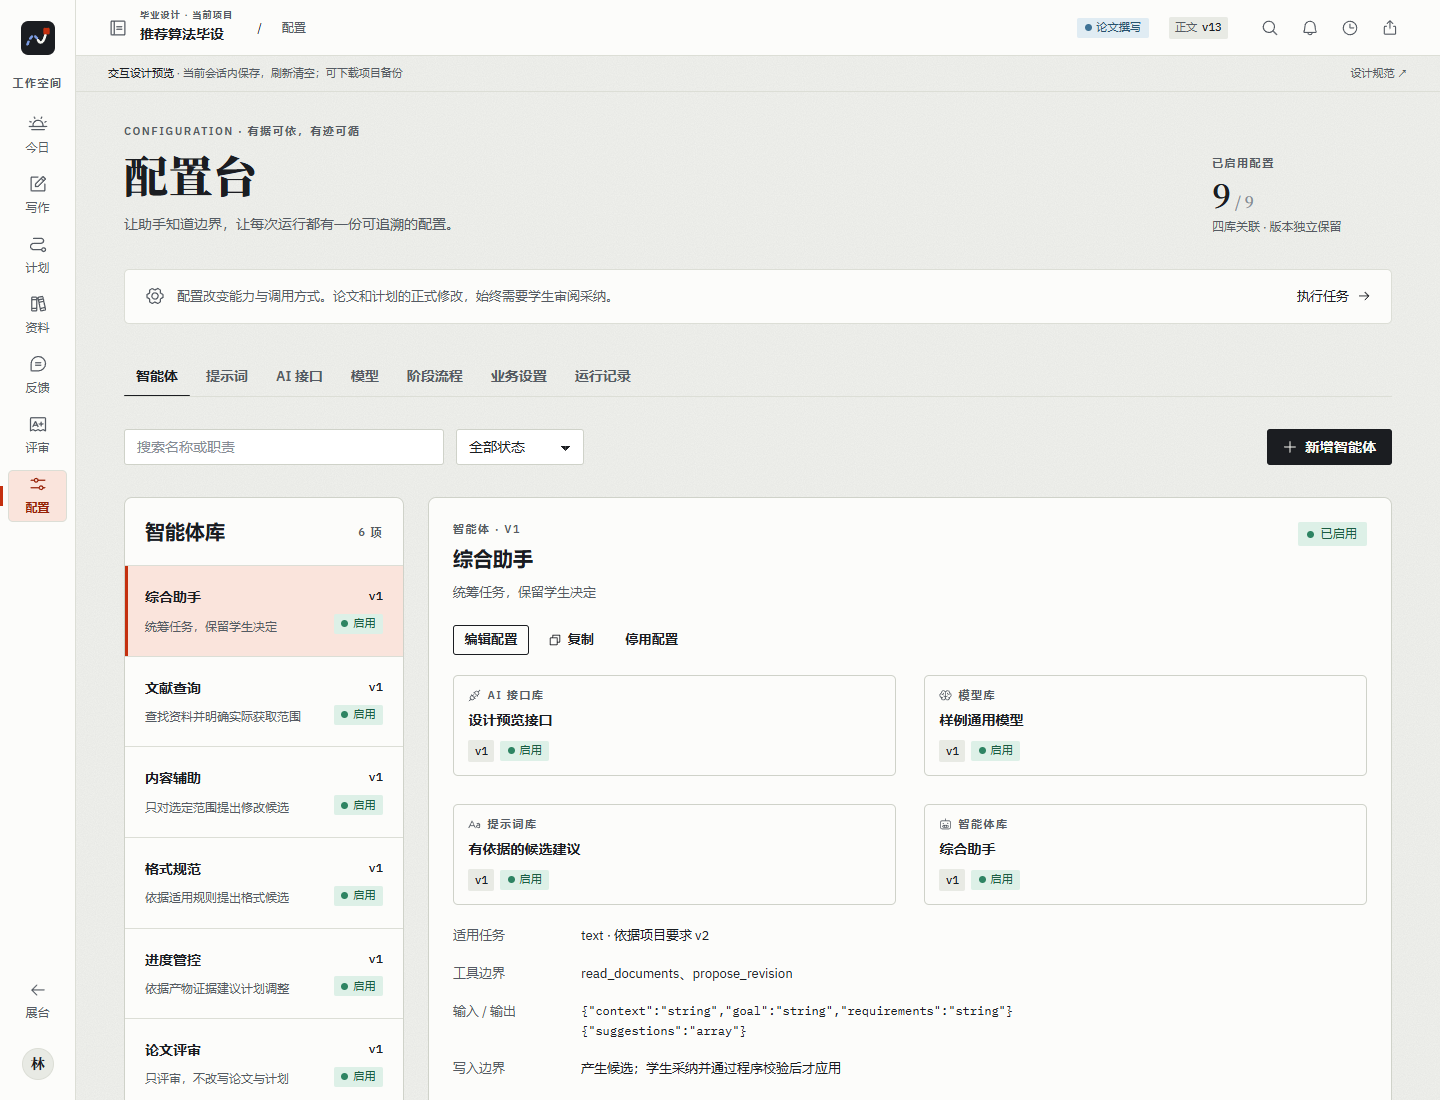 工作空间
今日
写作
计划
资料
反馈
评审
配置
展台
林
毕业设计 · 当前项目
推荐算法毕设
/
配置
论文撰写
正文 v13
交互设计预览 · 当前会话内保存，刷新清空；可下载项目备份
设计规范 ↗
CONFIGURATION · 有据可依，有迹可循
配置台
让助手知道边界，让每次运行都有一份可追溯的配置。
已启用配置
9 / 9
四库关联 · 版本独立保留
配置改变能力与调用方式。论文和计划的正式修改，始终需要学生审阅采纳。
执行任务 →
智能体
提示词
AI 接口
模型
阶段流程
业务设置
运行记录
搜索名称或职责
全部状态
新增智能体
智能体库
6 项
综合助手
v1
统筹任务，保留学生决定
启用
文献查询
v1
查找资料并明确实际获取范围
启用
内容辅助
v1
只对选定范围提出修改候选
启用
格式规范
v1
依据适用规则提出格式候选
启用
进度管控
v1
依据产物证据建议计划调整
启用
论文评审
v1
只评审，不改写论文与计划
启用
智能体 · V1
综合助手
统筹任务，保留学生决定
已启用
编辑配置
复制
停用配置
AI 接口库
设计预览接口
v1
启用
模型库
样例通用模型
v1
启用
Aa 提示词库
有依据的候选建议
v1
启用
智能体库
综合助手
v1
启用
适用任务
text · 依据项目要求 v2
工具边界
read_documents、propose_revision
输入 / 输出
{"context":"string","goal":"string","requirements":"string"}
{"suggestions":"array"}
写入边界
产生候选；学生采纳并通过程序校验后才应用